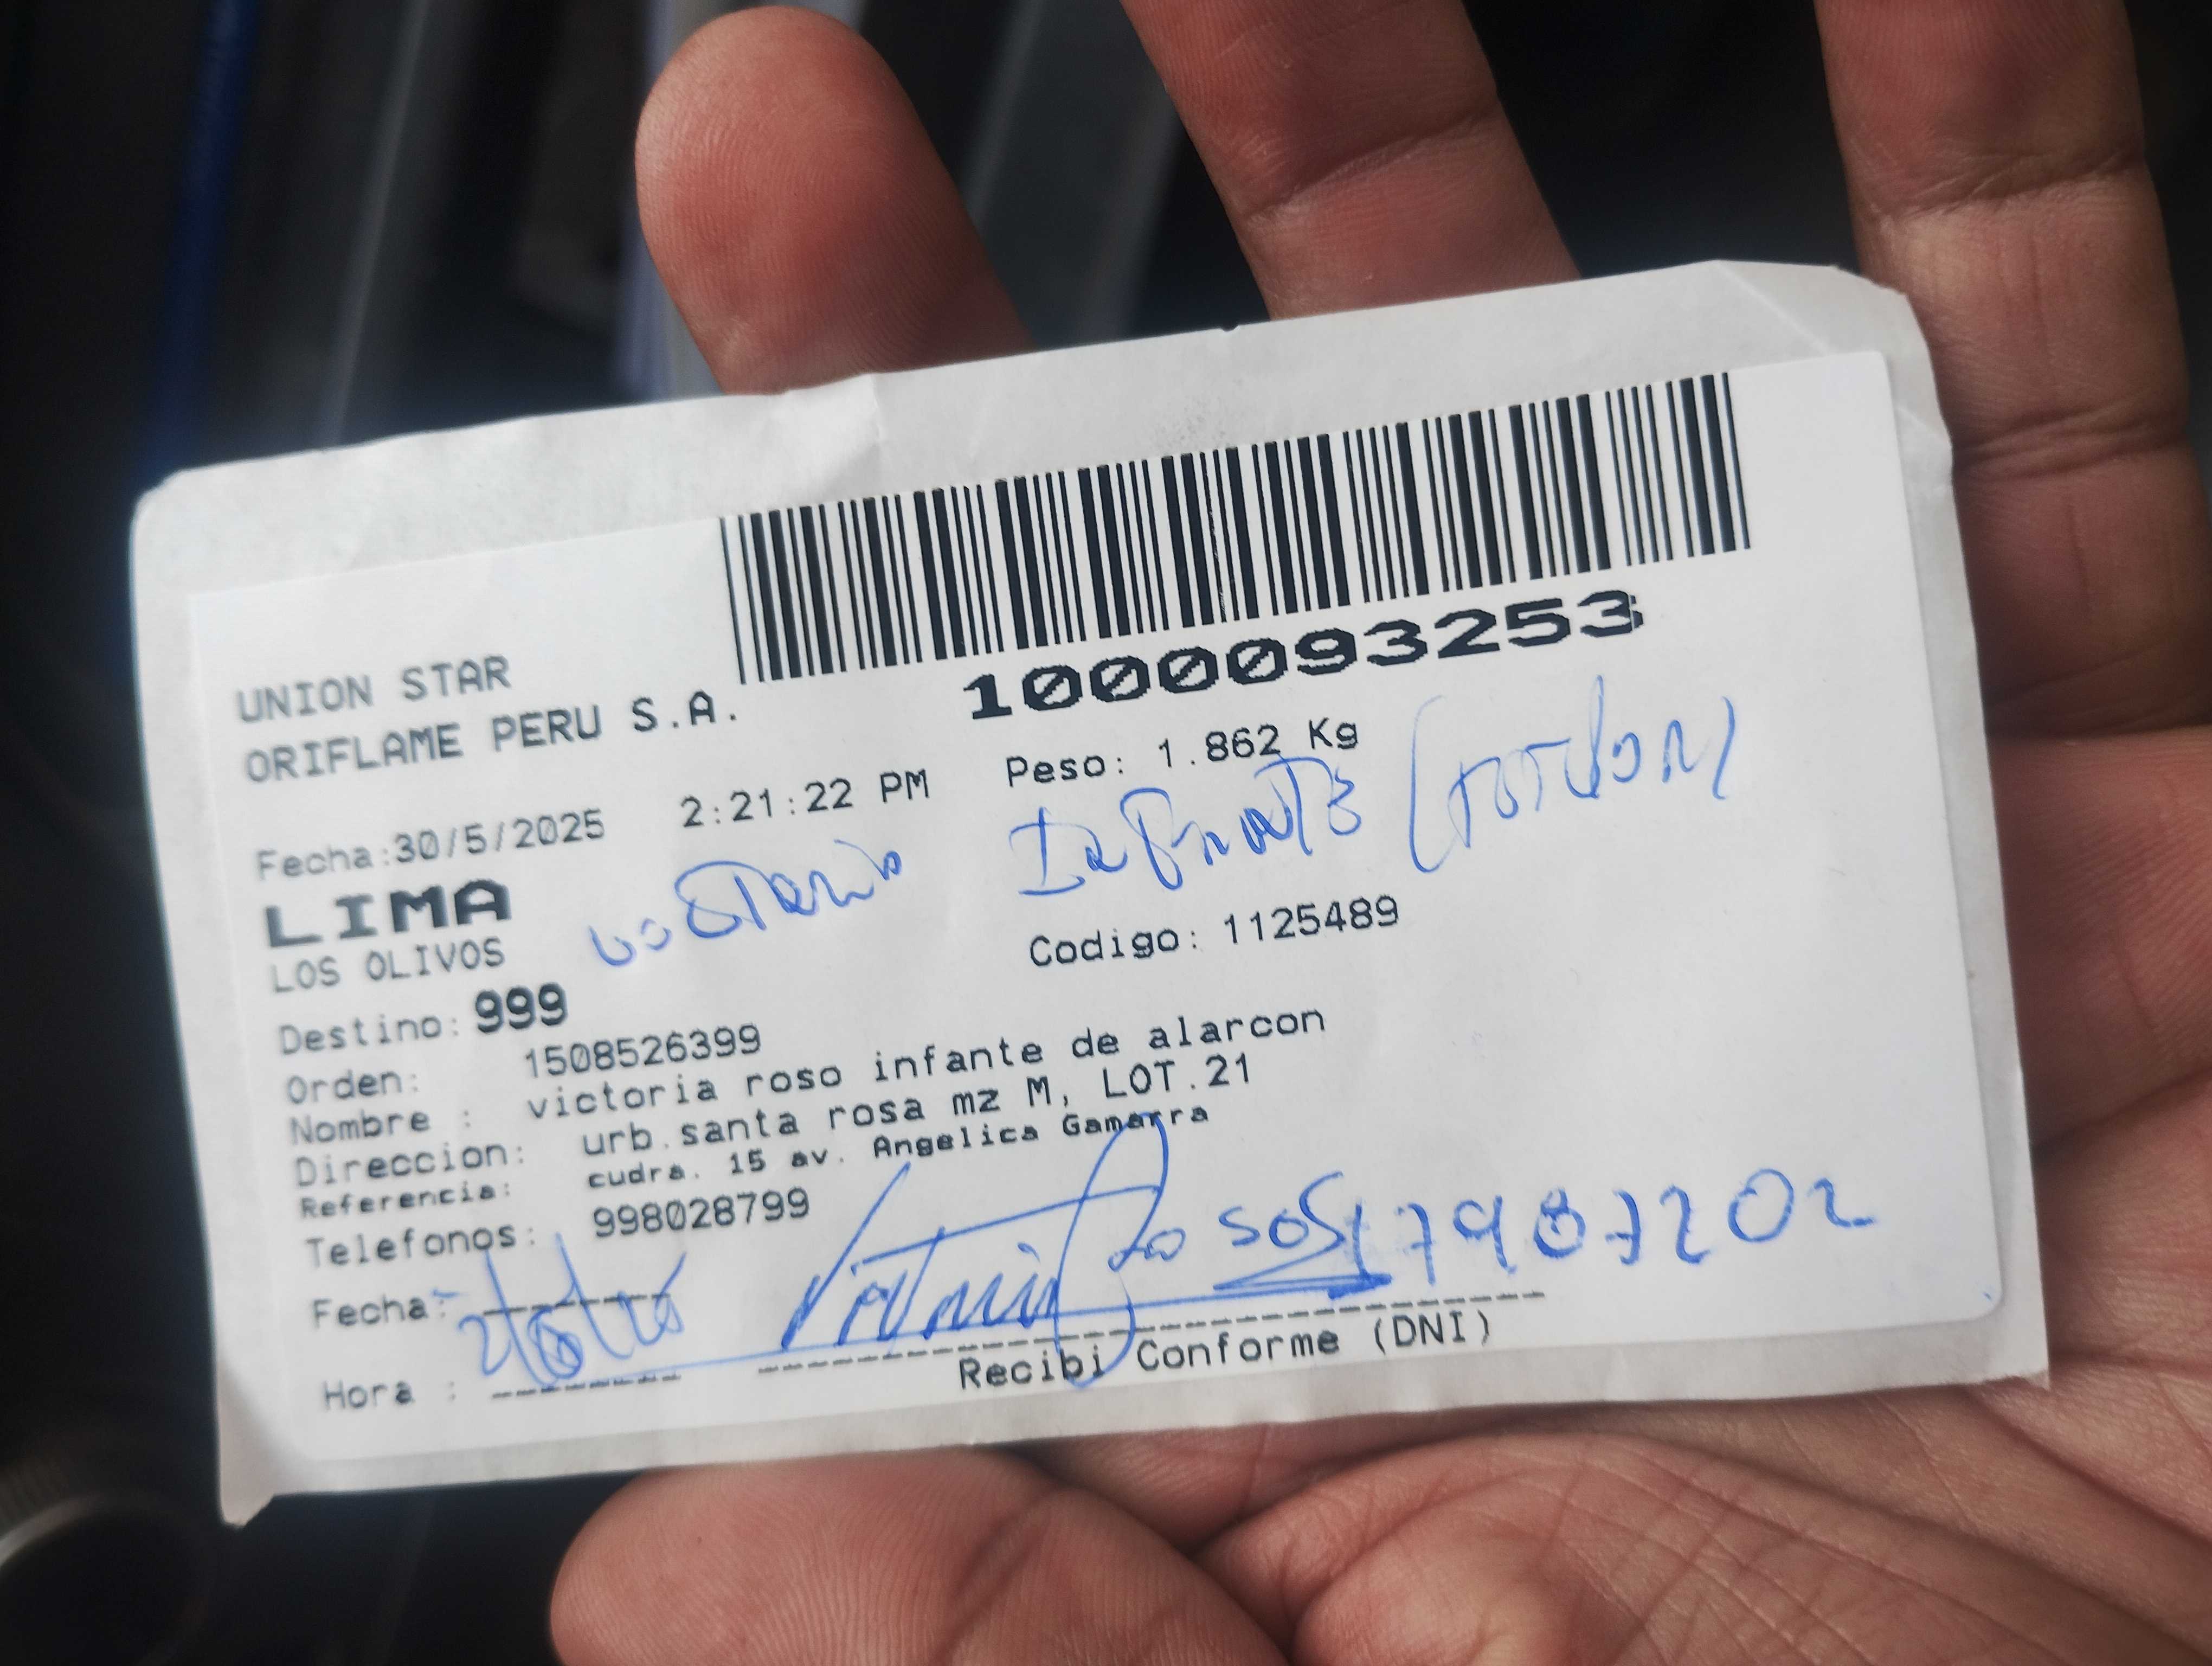 1000093253
UNION STAR
ORIFLAME PERU S.A.
Fecha:30/5/2025 2:21:22 PM Peso: 1.862 Kg
LIMA
LOS OLIVOS
Codigo: 1125489
Destino: 999
Orden: 1508526399
Nombre : victoria roso infante de alarcon
Direccion: urb.santa rosa mz M, LOT.21
Referencia: cudra. 15 av. Angelica Gamarra
Telefonos: 998028799
Fecha:
Hora :
Recibi Conforme (DNI)